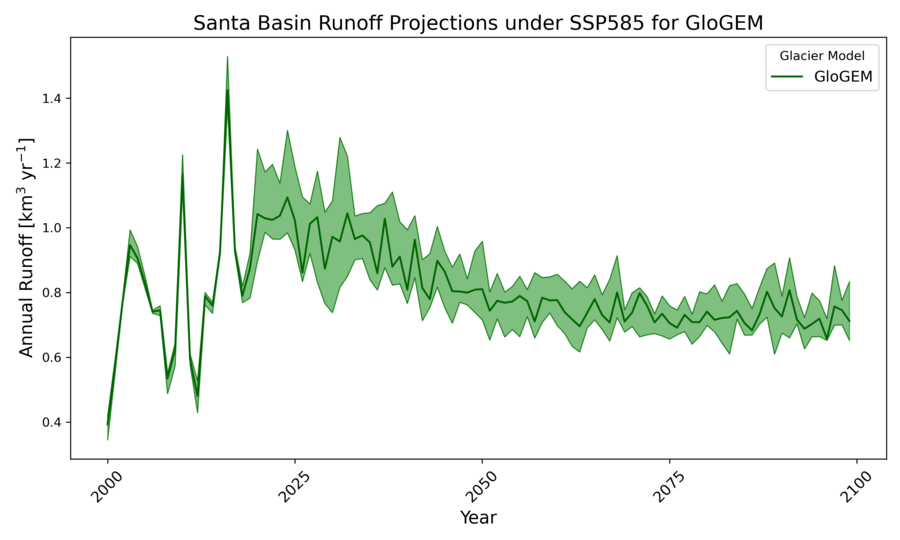 Santa Basin Runoff Projections under SSP585 for GloGEM
Glacier Model
GloGEM
Annual Runoff [km³ yr⁻¹]
1.4
1.2
1.0
0.8
0.6
0.4
2000
2025
2050
2075
2100
Year